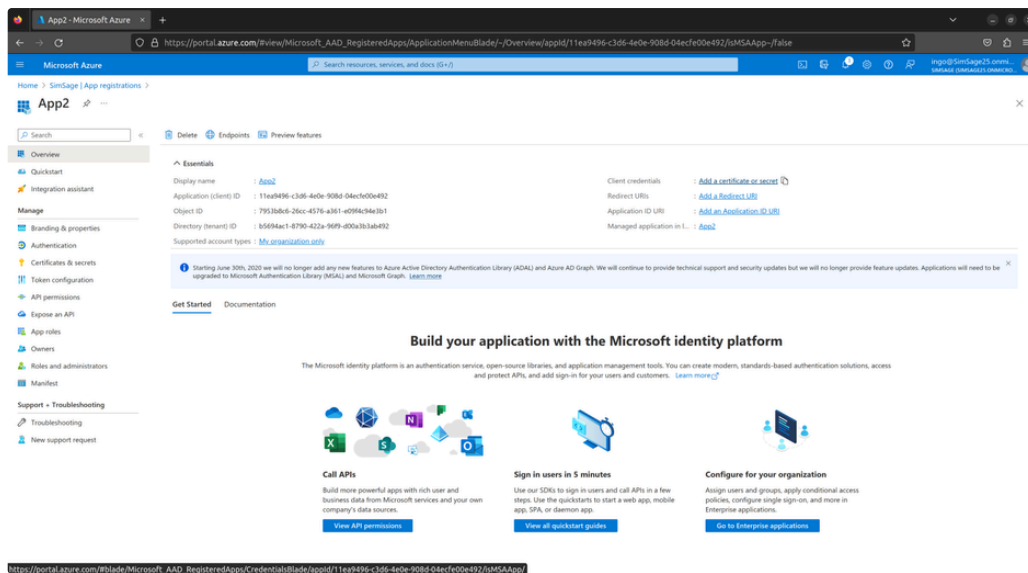 App2 - Microsoft Azure
https://portal.azure.com/#view/Microsoft_AAD_RegisteredApps/ApplicationMenuBlade/~/Overview/appId/11ea9496-c3d6-4e0e-908d-04ecfe00e492/isMSAApp~/false
Microsoft Azure
Search resources, services, and docs (G+/)
ingo@SimSage25.onmi...
SIMSAGE (SIMSAGE25.ONMICRO...
Home > SimSage | App registrations >
App2
Search
Delete Endpoints Preview features
Overview
Quickstart
Integration assistant
Manage
Branding & properties
Authentication
Certificates & secrets
Token configuration
API permissions
Expose an API
App roles
Owners
Roles and administrators
Manifest
Support + Troubleshooting
Troubleshooting
New support request
Essentials
Display name : App2
Application (client) ID : 11ea9496-c3d6-4e0e-908d-04ecfe00e492
Object ID : 7953b8c6-26cc-4576-a361-e09f4c94e3b1
Directory (tenant) ID : b5694ac1-8790-422a-96f9-d00a3b3ab492
Supported account types : My organization only
Client credentials : Add a certificate or secret
Redirect URIs : Add a Redirect URI
Application ID URI : Add an Application ID URI
Managed application in l... : App2
Starting June 30th, 2020 we will no longer add any new features to Azure Active Directory Authentication Library (ADAL) and Azure AD Graph. We will continue to provide technical support and security updates but we will no longer provide feature updates. Applications will need to be
upgraded to Microsoft Authentication Library (MSAL) and Microsoft Graph. Learn more
Get Started Documentation
Build your application with the Microsoft identity platform
The Microsoft identity platform is an authentication service, open-source libraries, and application management tools. You can create modern, standards-based authentication solutions, access
and protect APIs, and add sign-in for your users and customers. Learn more
Call APIs
Build more powerful apps with rich user and
business data from Microsoft services and your own
company's data sources.
View API permissions
Sign in users in 5 minutes
Use our SDKs to sign in users and call APIs in a few
steps. Use the quickstarts to start a web app, mobile
app, SPA, or daemon app.
View all quickstart guides
Configure for your organization
Assign users and groups, apply conditional access
policies, configure single sign-on, and more in
Enterprise applications.
Go to Enterprise applications
https://portal.azure.com/#blade/Microsoft_AAD_RegisteredApps/CredentialsBlade/appId/11ea9496-c3d6-4e0e-908d-04ecfe00e492/isMSAApp/